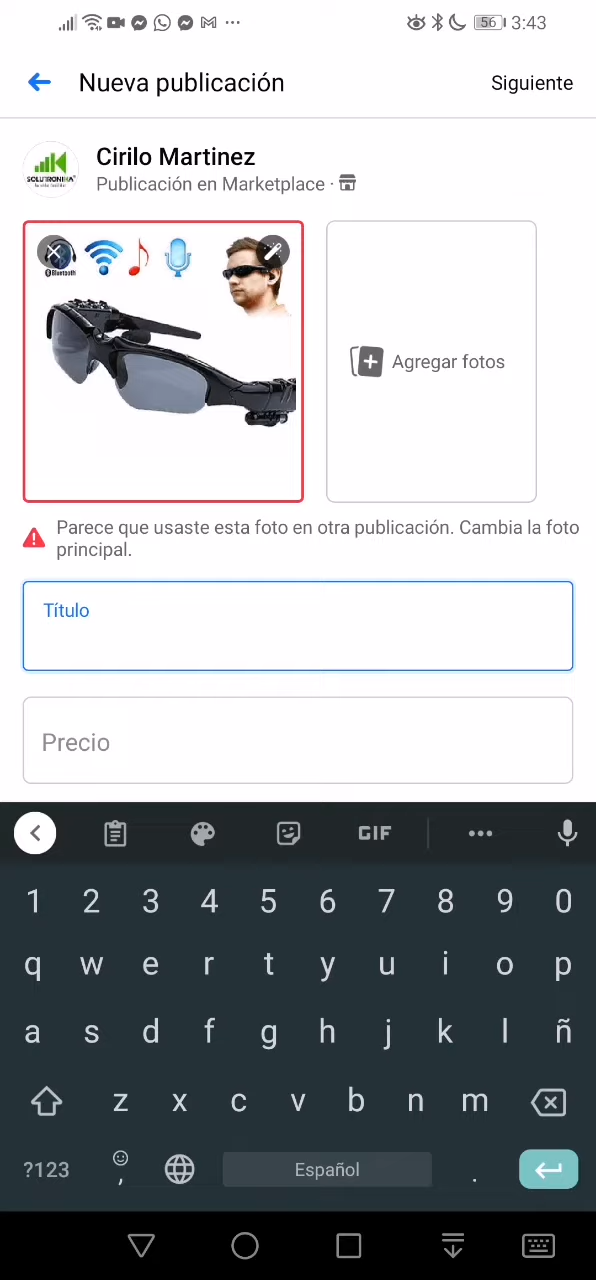 56 3:43
Nueva publicación
Siguiente
Cirilo Martinez
SOLUTRONIKA
Publicación en Marketplace ·
Bluetooth
Agregar fotos
Parece que usaste esta foto en otra publicación. Cambia la foto
principal.
Título
Precio
GIF
1 2 3 4 5 6 7 8 9 0
q w e r t y u i o p
a s d f g h j k l ñ
z x c v b n m
?123 , Español .